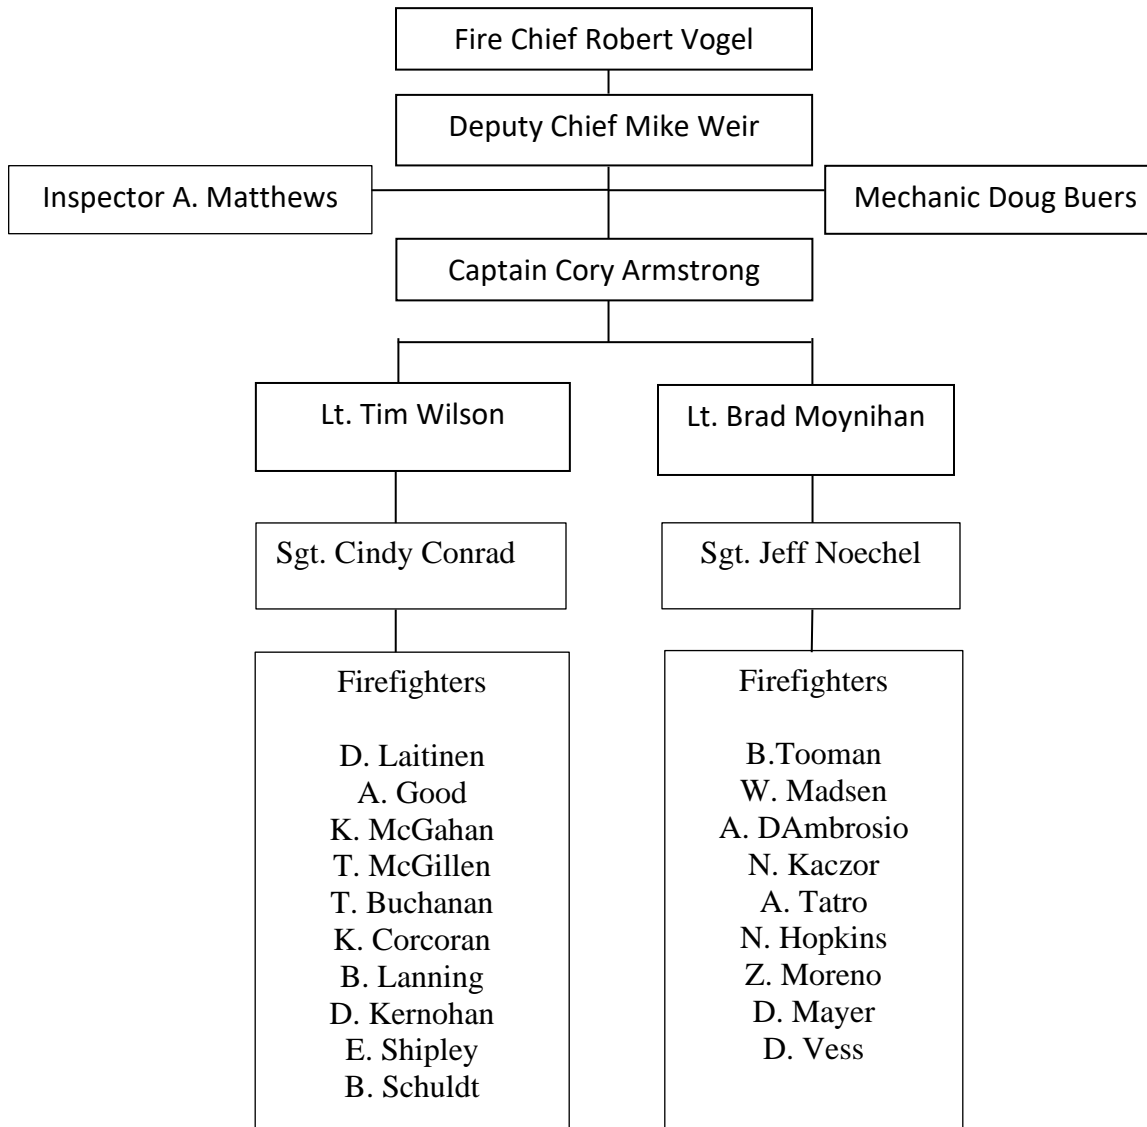 Fire Chief Robert Vogel
Deputy Chief Mike Weir
Inspector A. Matthews
Mechanic Doug Buers
Captain Cory Armstrong
Lt. Tim Wilson
Lt. Brad Moynihan
Sgt. Cindy Conrad
Sgt. Jeff Noechel
Firefighters
D. Laitinen
A. Good
K. McGahan
T. McGillen
T. Buchanan
K. Corcoran
B. Lanning
D. Kernohan
E. Shipley
B. Schuldt
Firefighters
B.Tooman
W. Madsen
A. DAmbrosio
N. Kaczor
A. Tatro
N. Hopkins
Z. Moreno
D. Mayer
D. Vess